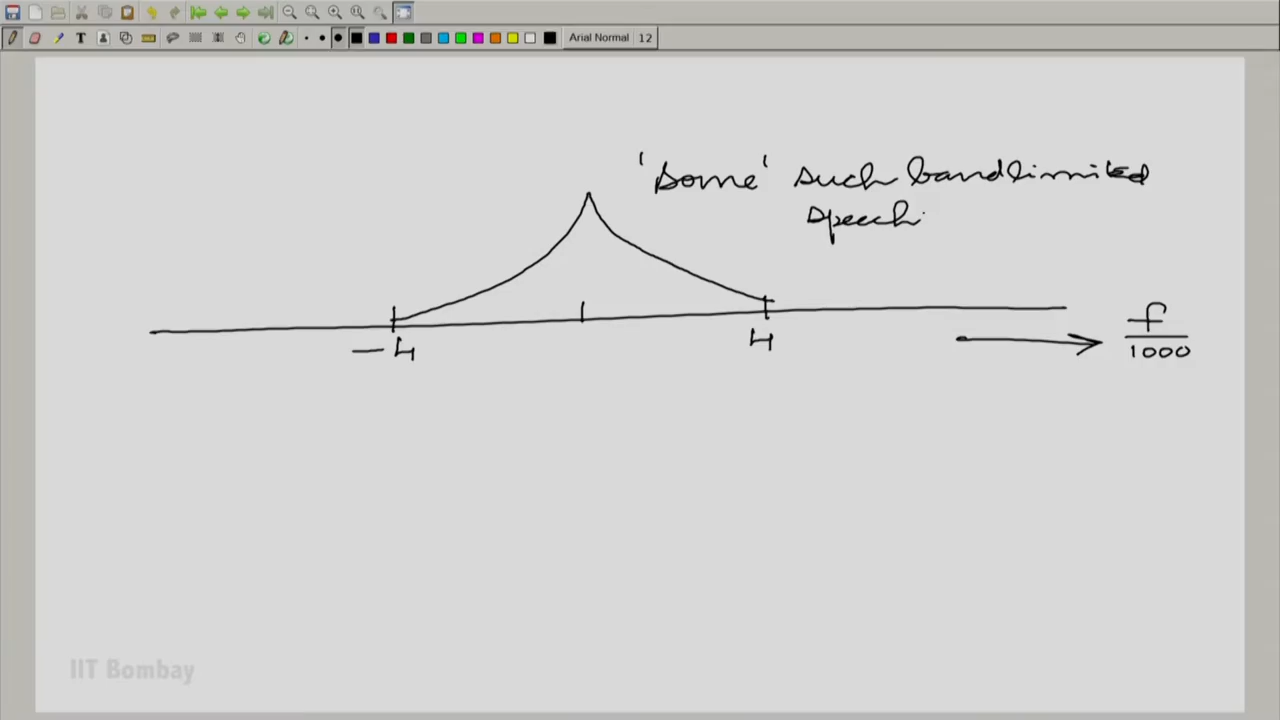 Arial Normal 12
'some' such bandlimited
speech
-4
4
f
1000
IIT Bombay